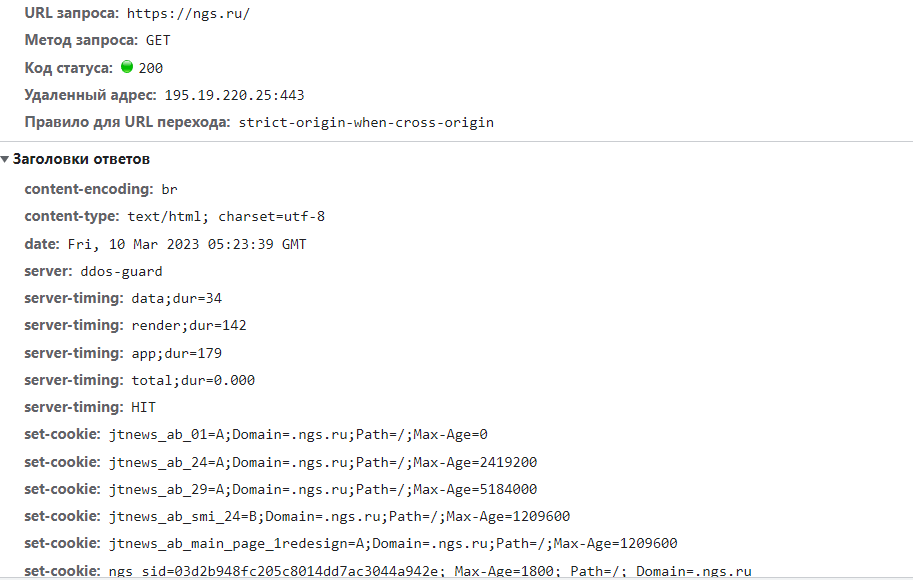 URL запроса: https://ngs.ru/
Метод запроса: GET
Код статуса: 200
Удаленный адрес: 195.19.220.25:443
Правило для URL перехода: strict-origin-when-cross-origin
Заголовки ответов
content-encoding: br
content-type: text/html; charset=utf-8
date: Fri, 10 Mar 2023 05:23:39 GMT
server: ddos-guard
server-timing: data;dur=34
server-timing: render;dur=142
server-timing: app;dur=179
server-timing: total;dur=0.000
server-timing: HIT
set-cookie: jtnews_ab_01=A;Domain=.ngs.ru;Path=/;Max-Age=0
set-cookie: jtnews_ab_24=A;Domain=.ngs.ru;Path=/;Max-Age=2419200
set-cookie: jtnews_ab_29=A;Domain=.ngs.ru;Path=/;Max-Age=5184000
set-cookie: jtnews_ab_smi_24=B;Domain=.ngs.ru;Path=/;Max-Age=1209600
set-cookie: jtnews_ab_main_page_1redesign=A;Domain=.ngs.ru;Path=/;Max-Age=1209600
set-cookie: ngs_sid=03d2b948fc205c8014dd7ac3044a942e; Max-Age=1800; Path=/; Domain=.ngs.ru